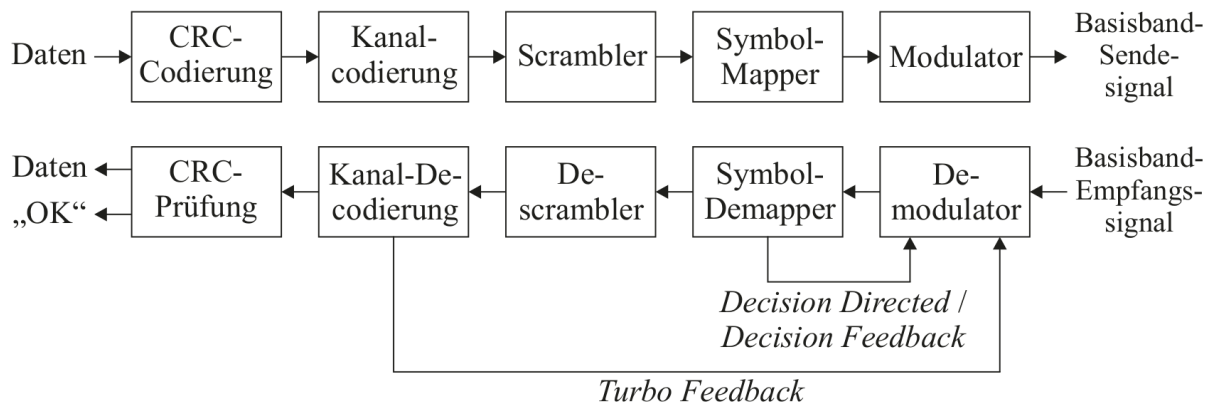 Daten
CRC-
Codierung
Kanal-
codierung
Scrambler
Symbol-
Mapper
Modulator
Basisband-
Sende-
signal
Daten
„OK“
CRC-
Prüfung
Kanal-De-
codierung
De-
scrambler
Symbol-
Demapper
De-
modulator
Basisband-
Empfangs-
signal
Decision Directed /
Decision Feedback
Turbo Feedback